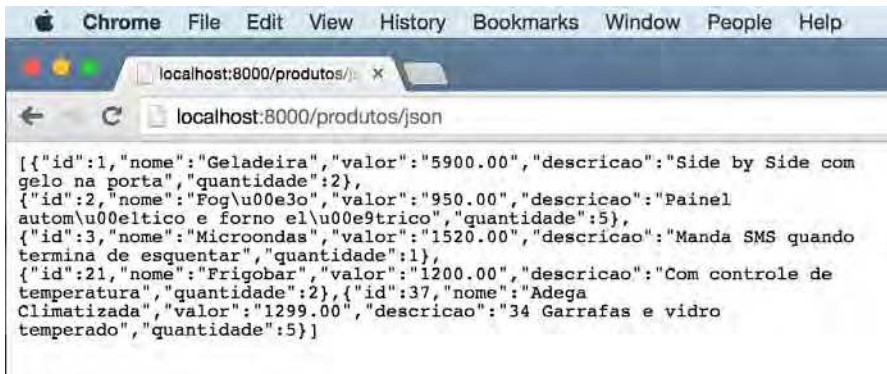 Chrome File Edit View History Bookmarks Window People Help
localhost:8000/produtos/j ×
localhost:8000/produtos/json
[{"id":1,"nome":"Geladeira","valor":"5900.00","descricao":"Side by Side com
gelo na porta","quantidade":2},
{"id":2,"nome":"Fog\u00e3o","valor":"950.00","descricao":"Painel
autom\u00e1tico e forno el\u00e9trico","quantidade":5},
{"id":3,"nome":"Microondas","valor":"1520.00","descricao":"Manda SMS quando
termina de esquentar","quantidade":1},
{"id":21,"nome":"Frigobar","valor":"1200.00","descricao":"Com controle de
temperatura","quantidade":2},{"id":37,"nome":"Adega
Climatizada","valor":"1299.00","descricao":"34 Garrafas e vidro
temperado","quantidade":5}]